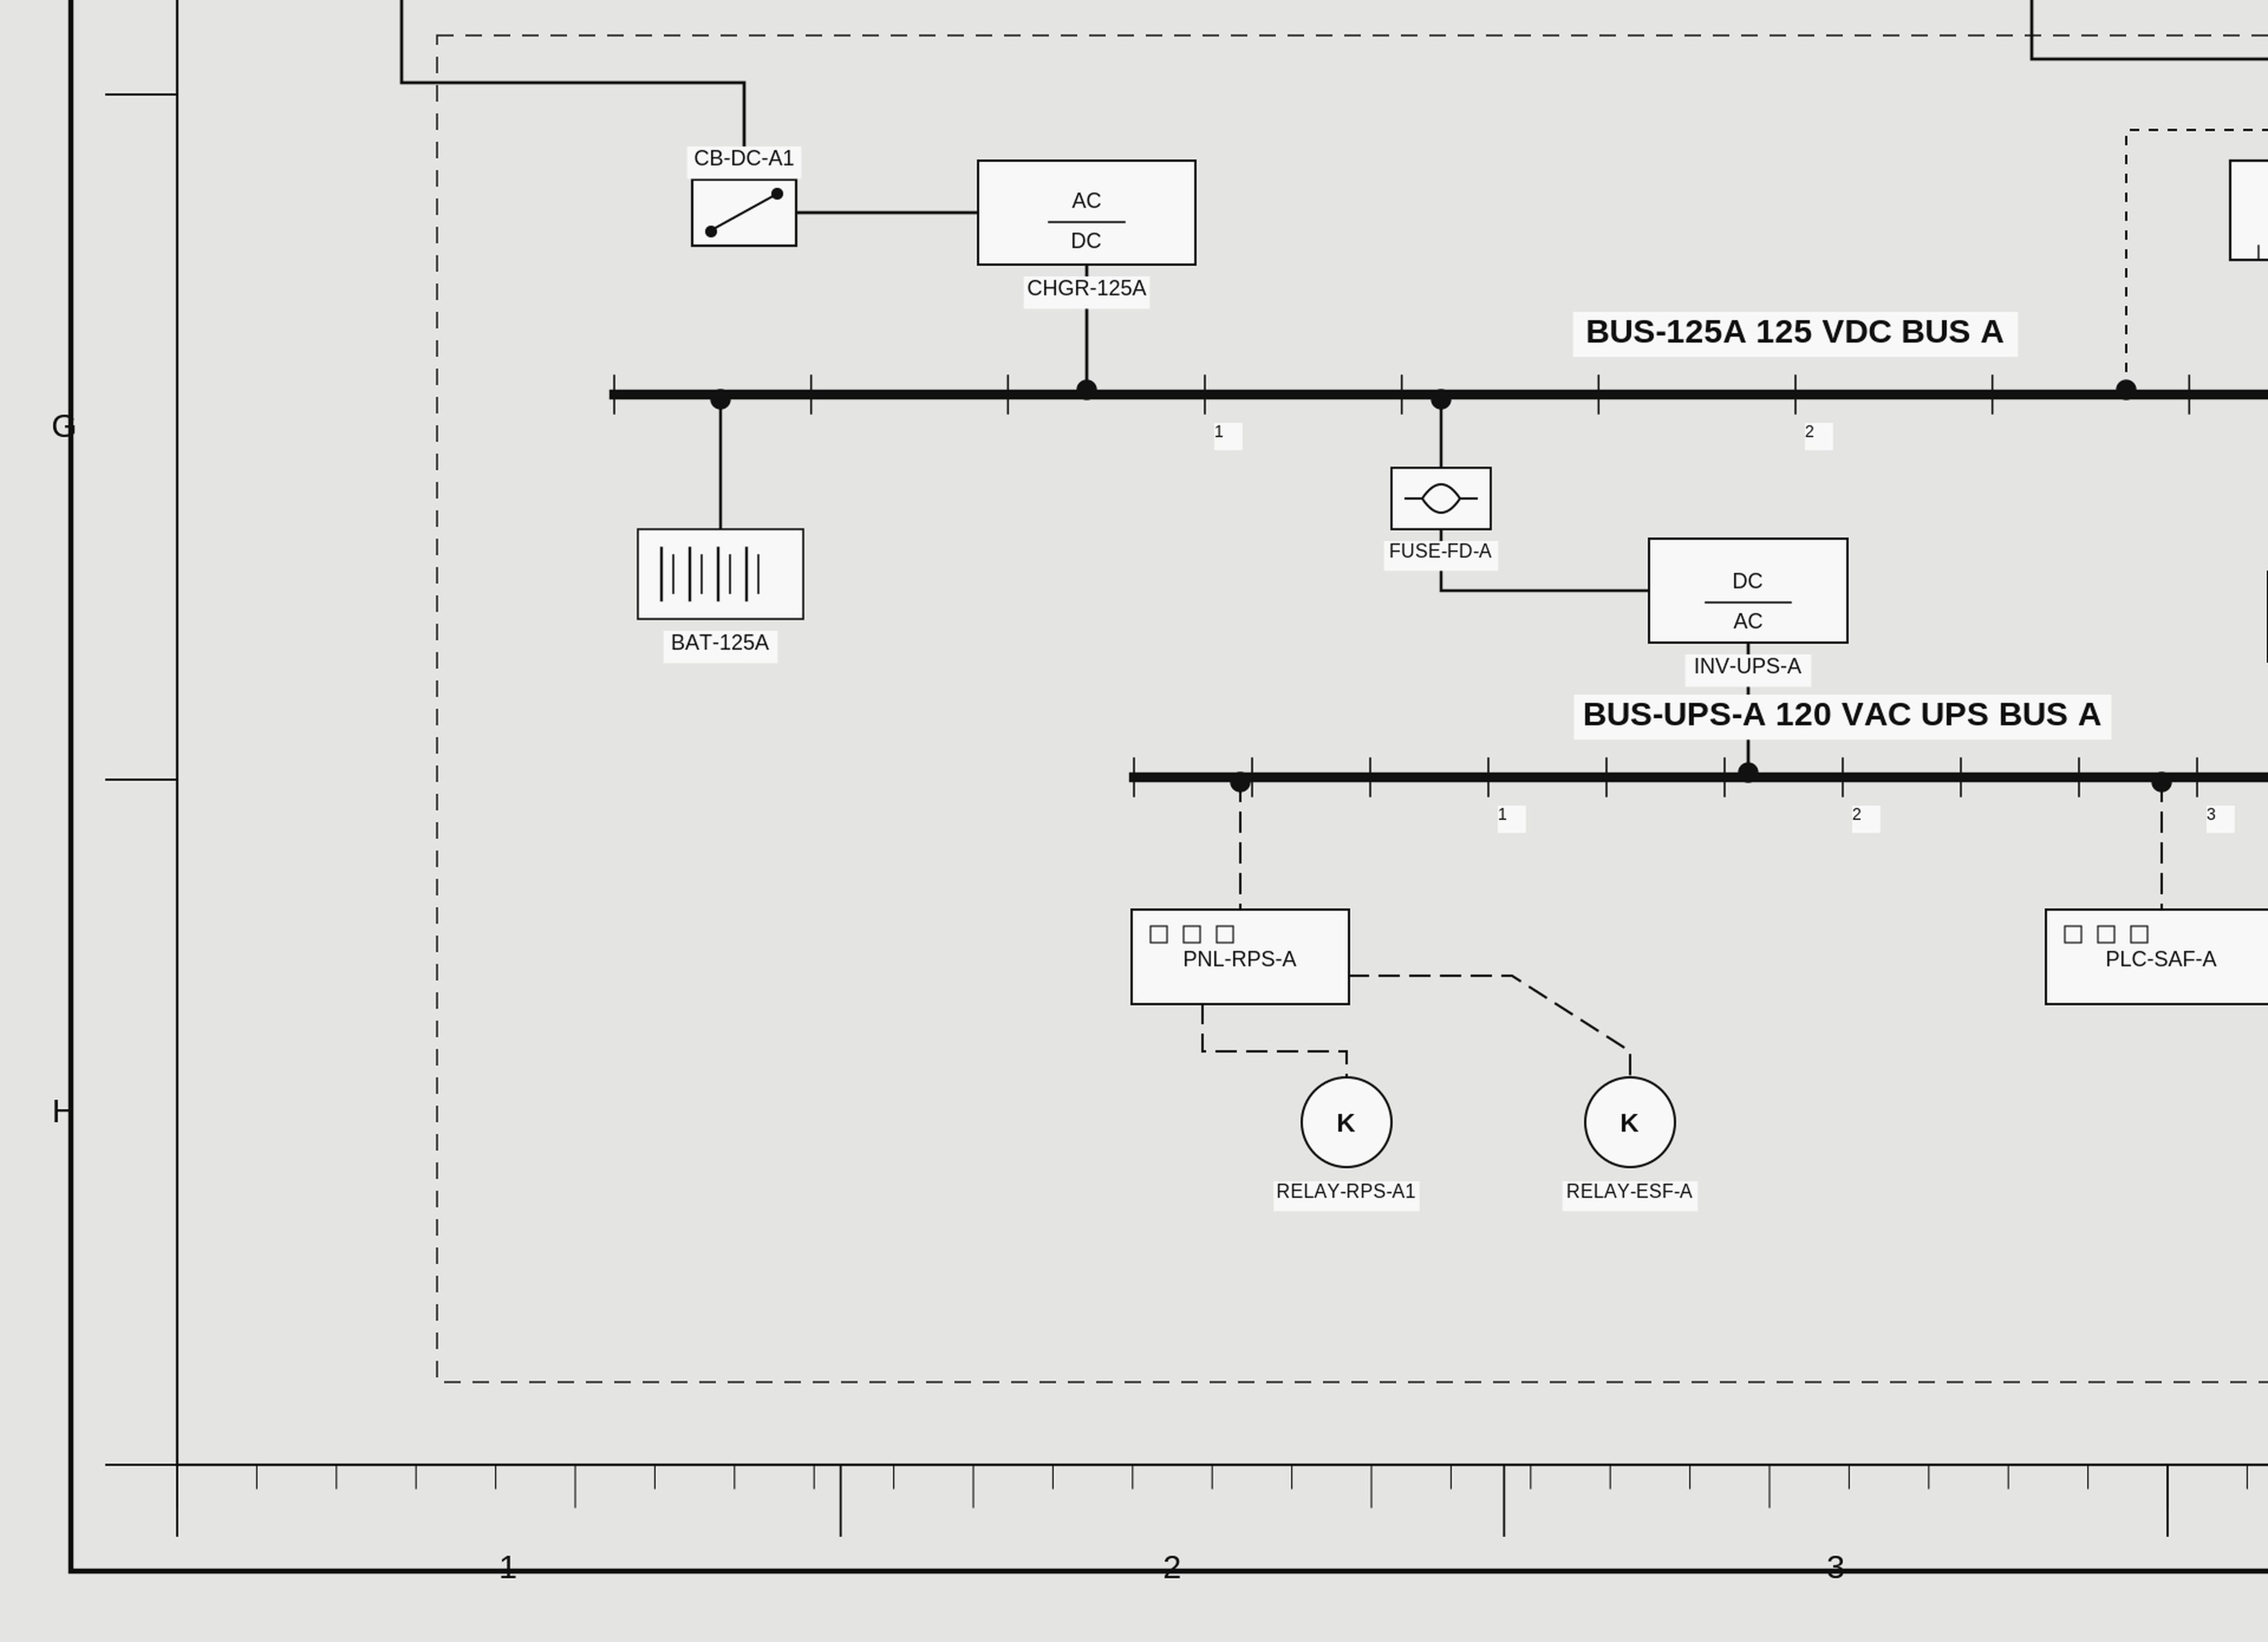 CB-DC-A1
AC
DC
CHGR-125A
BUS-125A 125 VDC BUS A
G
1
2
FUSE-FD-A
DC
AC
BAT-125A
INV-UPS-A
BUS-UPS-A 120 VAC UPS BUS A
1
2
3
PNL-RPS-A
PLC-SAF-A
K
K
RELAY-RPS-A1
RELAY-ESF-A
1
2
3